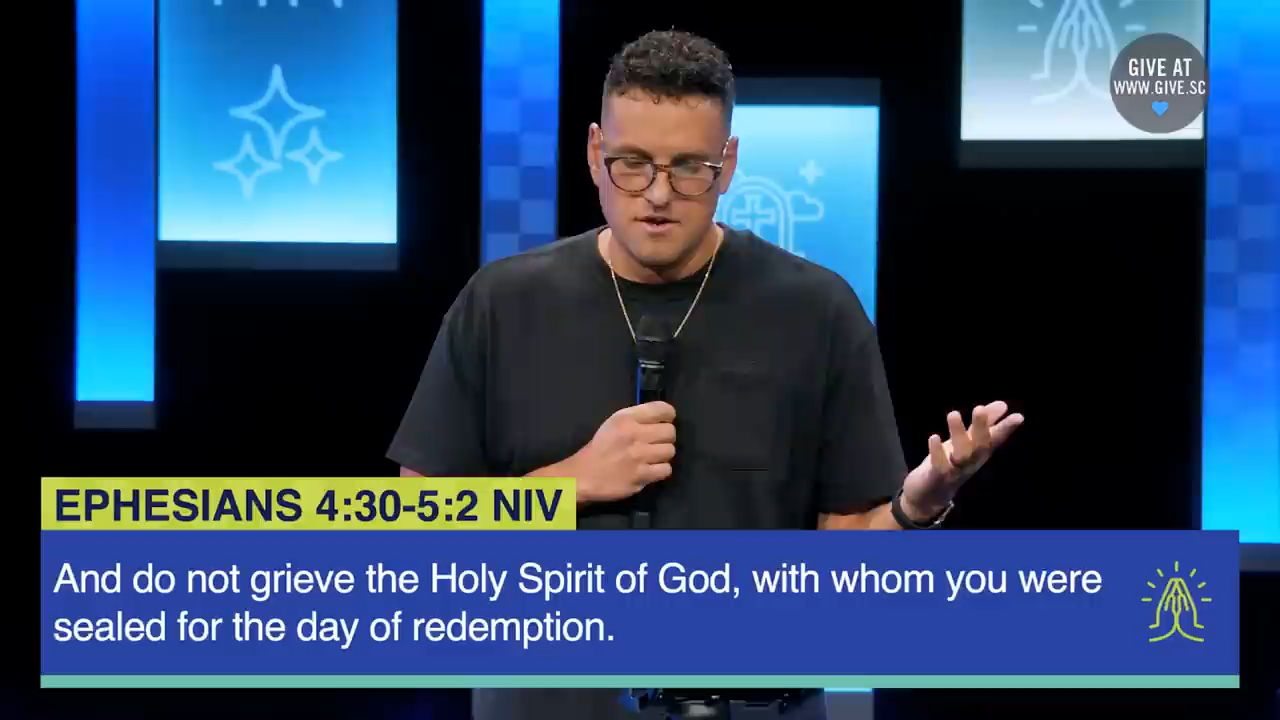 GIVE AT
WWW.GIVE.SC
EPHESIANS 4:30-5:2 NIV
And do not grieve the Holy Spirit of God, with whom you were
sealed for the day of redemption.